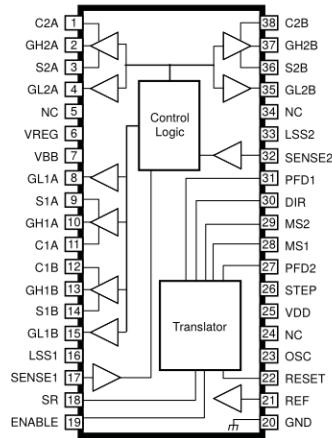 C2A 1 38 C2B
GH2A 2 37 GH2B
S2A 3 36 S2B
GL2A 4 35 GL2B
NC 5 34 NC
VREG 6 33 LSS2
VBB 7 32 SENSE2
GL1A 8 31 PFD1
S1A 9 30 DIR
GH1A 10 29 MS2
C1A 11 28 MS1
C1B 12 27 PFD2
GH1B 13 26 STEP
S1B 14 25 VDD
GL1B 15 24 NC
LSS1 16 23 OSC
SENSE1 17 22 RESET
SR 18 21 REF
ENABLE 19 20 GND
Control
Logic
Translator